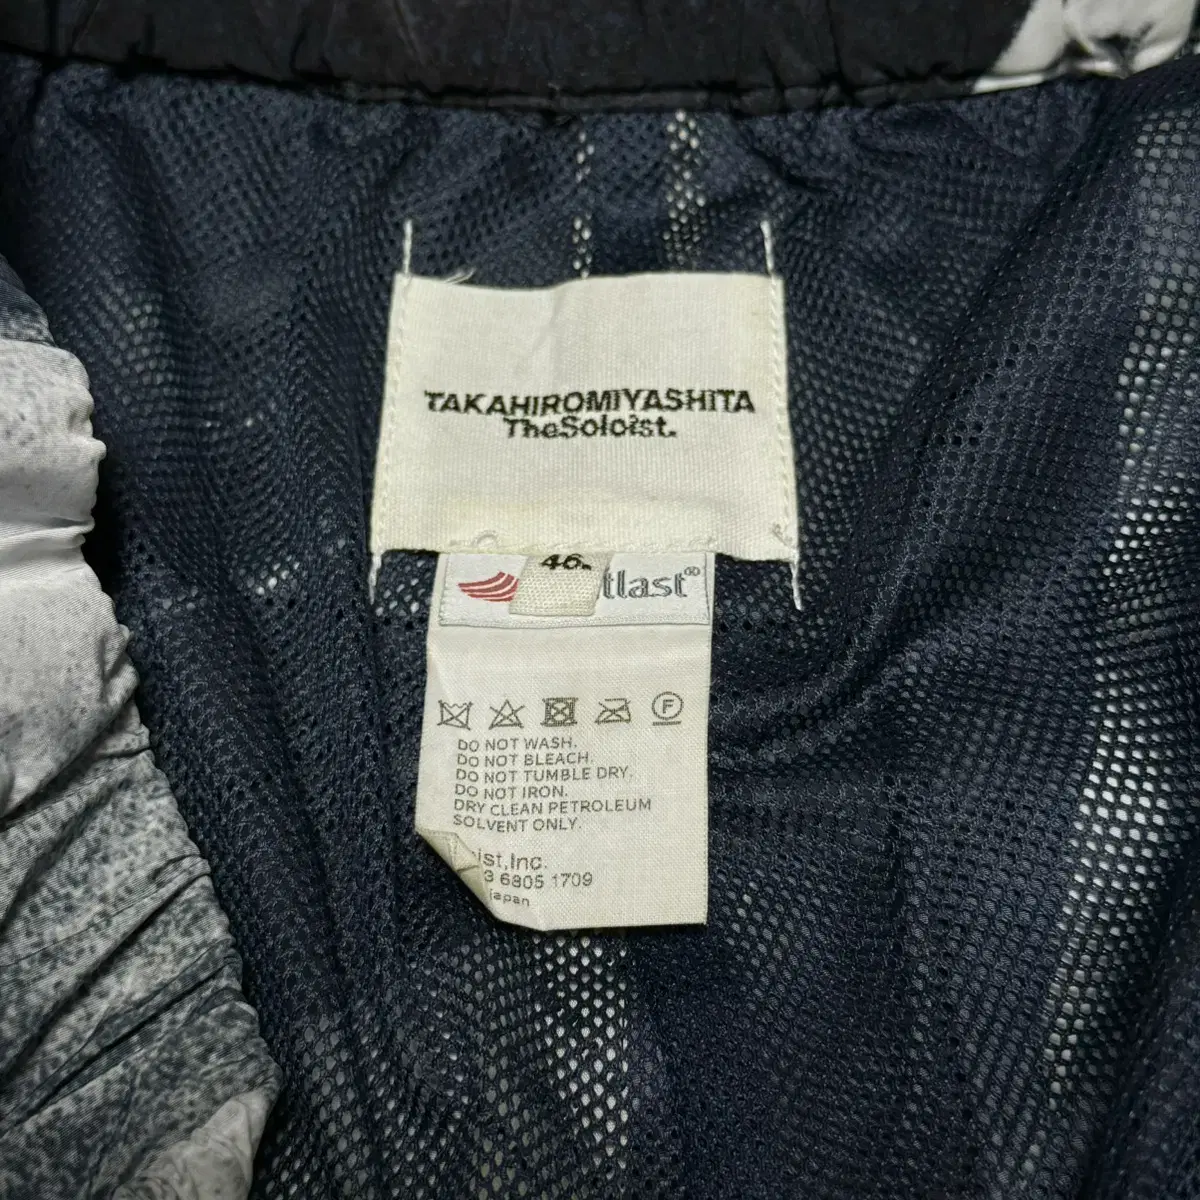 TAKAHIROMIYASHITA
TheSoloist.
46.
tlast®
F
DO NOT WASH.
DO NOT BLEACH.
DO NOT TUMBLE DRY.
DO NOT IRON.
DRY CLEAN PETROLEUM
SOLVENT ONLY.
ist,Inc.
3 6805 1709
japan